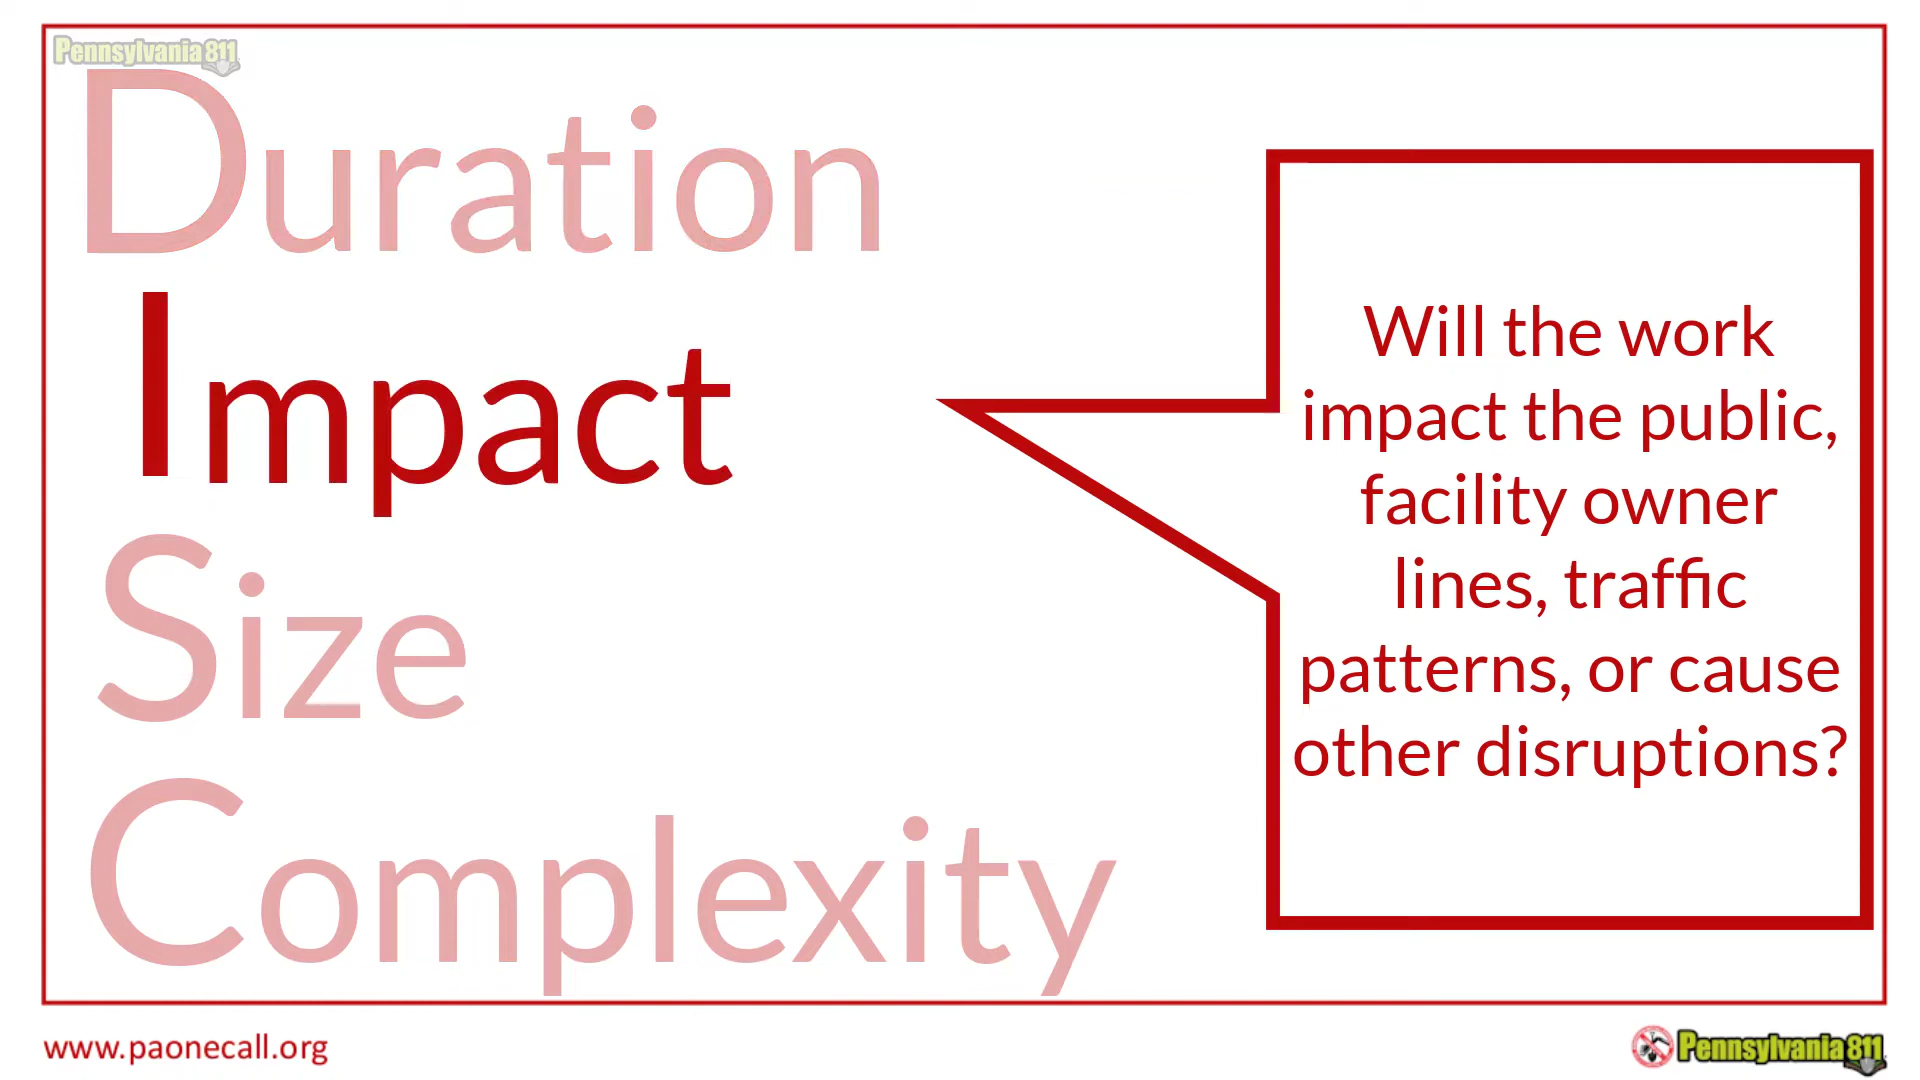 Pennsylvania 811
Duration
Impact
Size
Complexity
Will the work
impact the public,
facility owner
lines, traffic
patterns, or cause
other disruptions?
www.paonecall.org
Pennsylvania 811